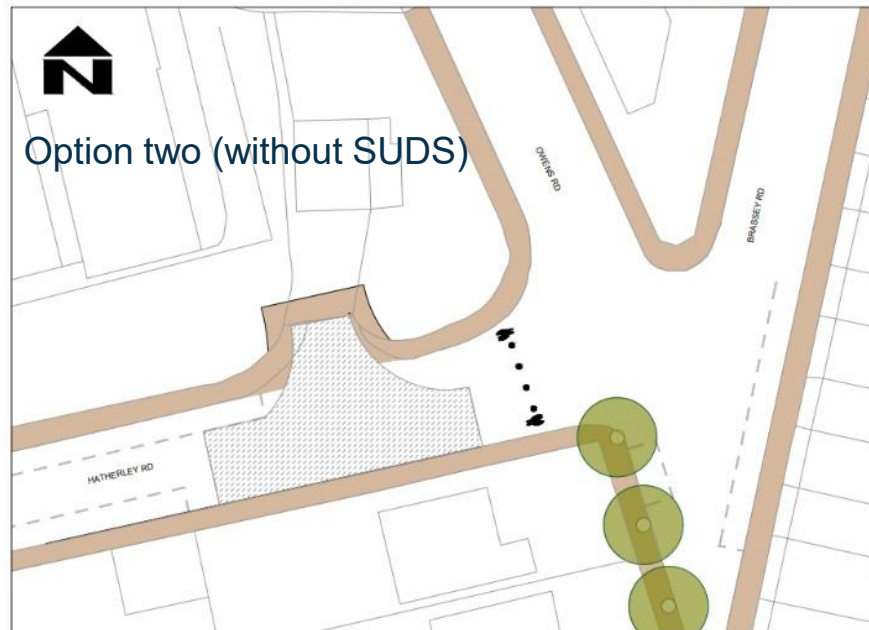 N
Option two (without SUDS)
OWENS RD
BRASSEY RD
HATHERLEY RD